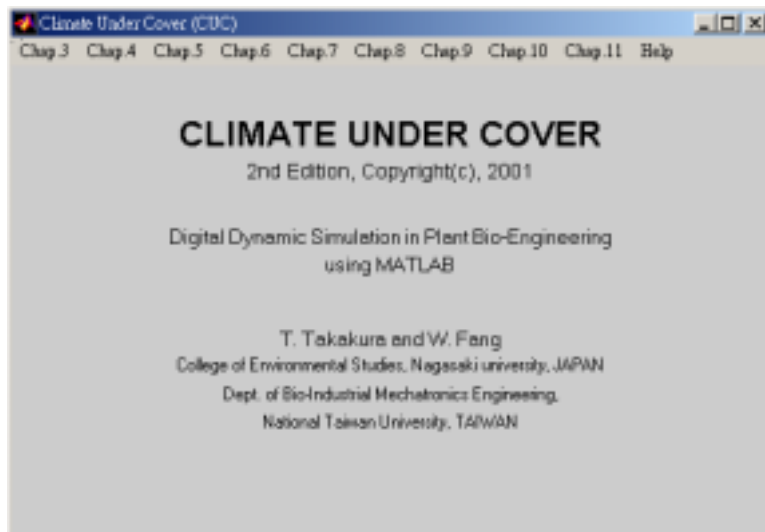 Climate Under Cover (CUC)
Chap.3 Chap.4 Chap.5 Chap.6 Chap.7 Chap.8 Chap.9 Chap.10 Chap.11 Help
CLIMATE UNDER COVER
2nd Edition, Copyright(c), 2001
Digital Dynamic Simulation in Plant Bio-Engineering
using MATLAB
T. Takakura and W. Fang
College of Environmental Studies, Nagasaki university, JAPAN
Dept. of Bio-Industrial Mechatronics Engineering,
National Taiwan University, TAIWAN